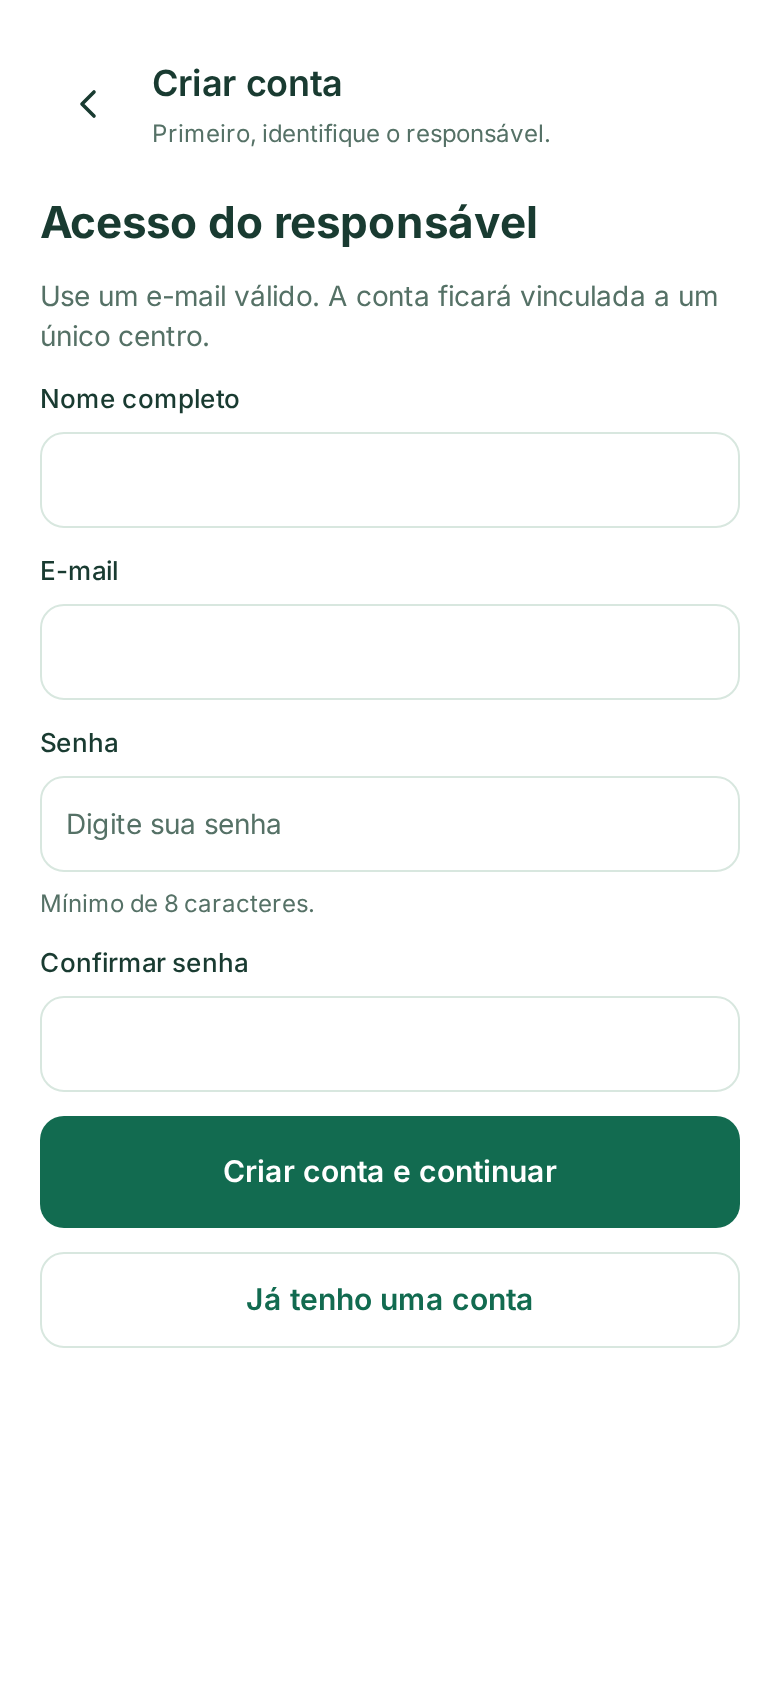 Criar conta
Primeiro, identifique o responsável.
Acesso do responsável
Use um e-mail válido. A conta ficará vinculada a um
único centro.
Nome completo
E-mail
Senha
Digite sua senha
Mínimo de 8 caracteres.
Confirmar senha
Criar conta e continuar
Já tenho uma conta